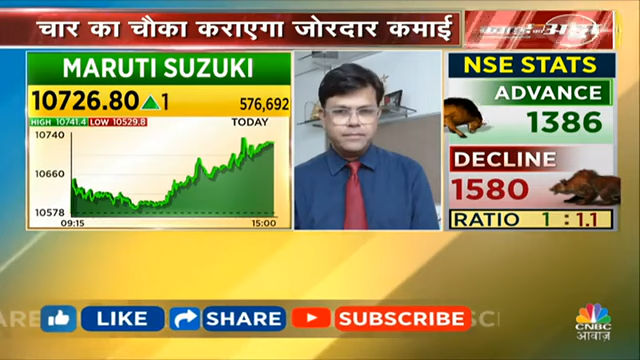 चार का चौका कराएगा जोरदार कमाई
MARUTI SUZUKI
10726.80 1 576,692
HIGH 10741.4 LOW 10529.8 TODAY
10740
10660
10578
09:15 15:00
NSE STATS
ADVANCE
1386
DECLINE
1580
RATIO 1 : 1.1
ARE LIKE SHARE SUBSCRIBE SC
CNBC
आवाज़